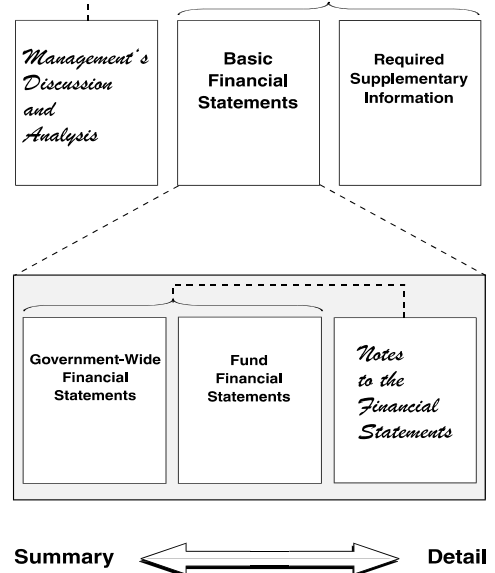 Management's
Discussion
and
Analysis
Basic
Financial
Statements
Required
Supplementary
Information
Government-Wide
Financial
Statements
Fund
Financial
Statements
Notes
to the
Financial
Statements
Summary
Detail